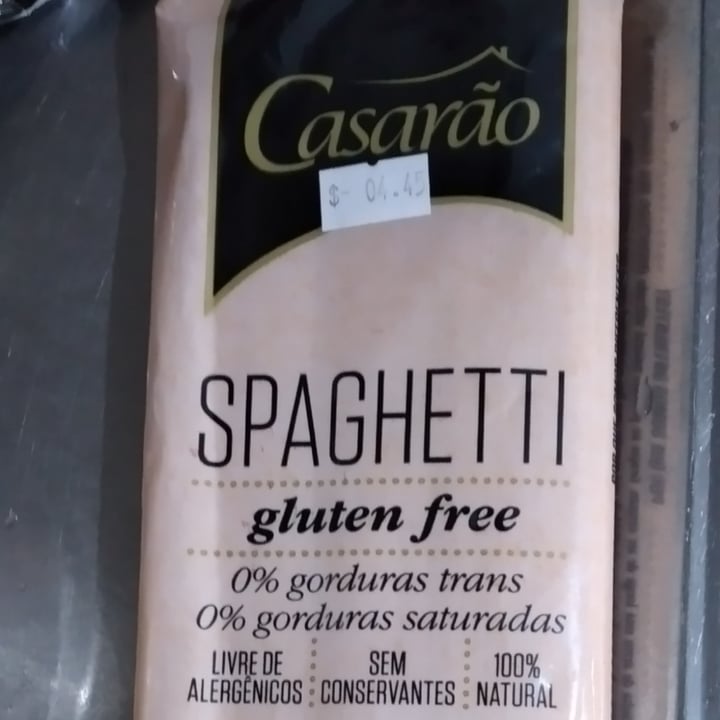 Casarão
$- 04.45
SPAGHETTI
gluten free
0% gorduras trans
0% gorduras saturadas
LIVRE DE
ALERGÊNICOS
SEM
CONSERVANTES
100%
NATURAL